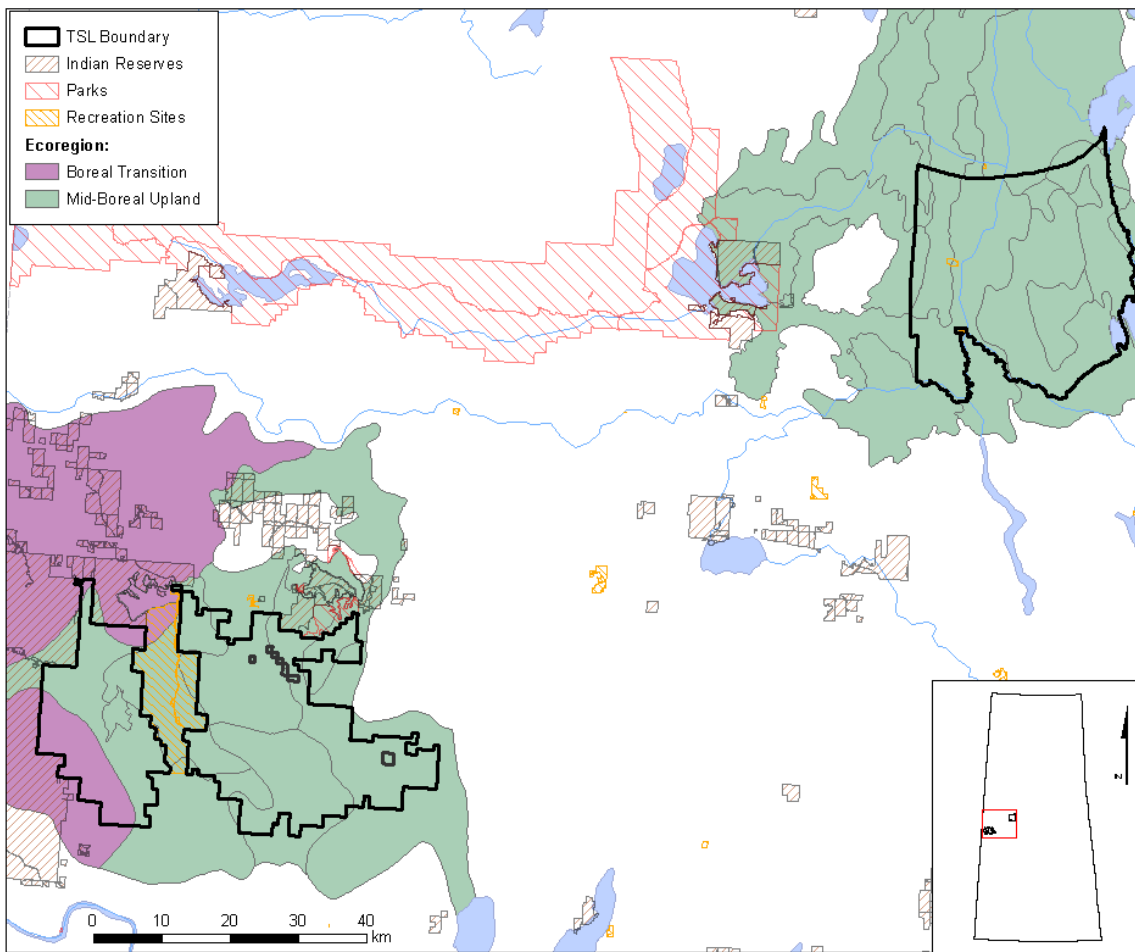 TSL Boundary
Indian Reserves
Parks
Recreation Sites
Ecoregion:
Boreal Transition
Mid-Boreal Upland
0 10 20 30 40
km
N